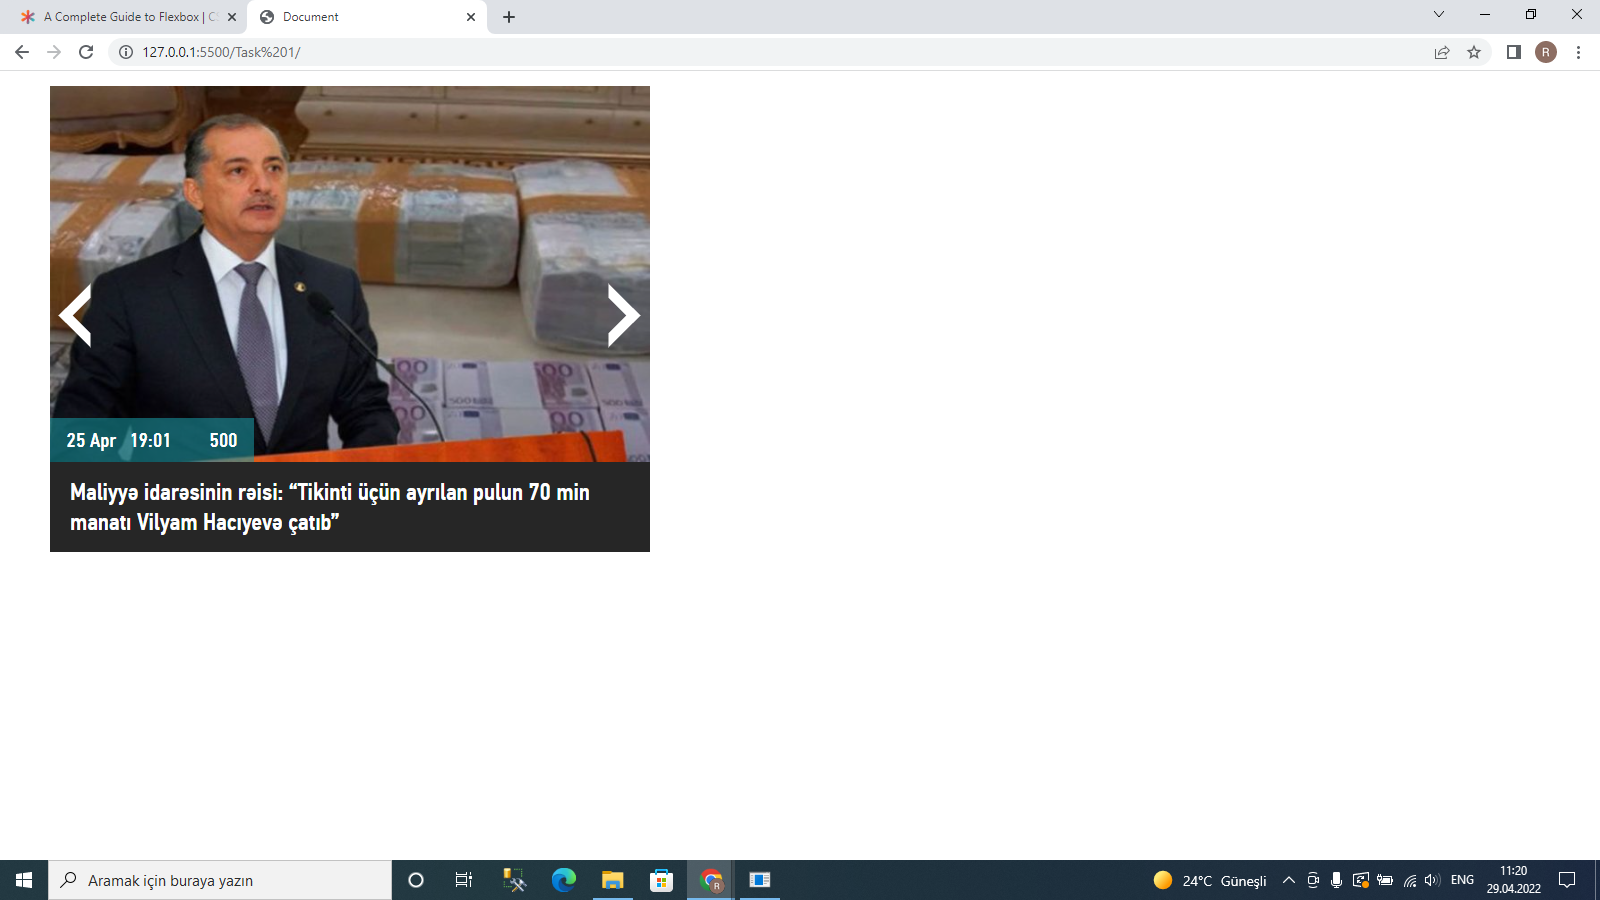 A Complete Guide to Flexbox | CS
Document
127.0.0.1:5500/Task%201/
R
25 Apr 19:01 500
Maliyyə idarəsinin rəisi: “Tikinti üçün ayrılan pulun 70 min
manatı Vilyam Hacıyevə çatıb”
Aramak için buraya yazın
R
24°C Güneşli
ENG
11:20
29.04.2022